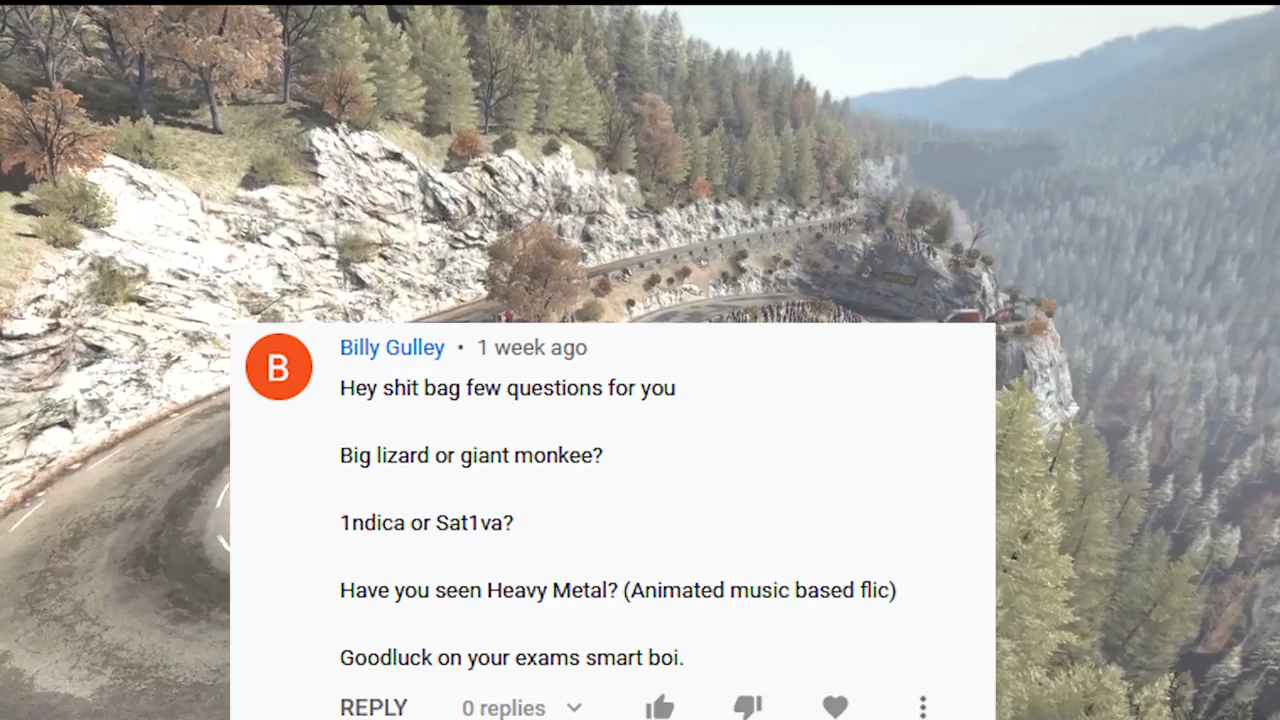 B
Billy Gulley • 1 week ago
Hey shit bag few questions for you
Big lizard or giant monkee?
1ndica or Sat1va?
Have you seen Heavy Metal? (Animated music based flic)
Goodluck on your exams smart boi.
REPLY 0 replies